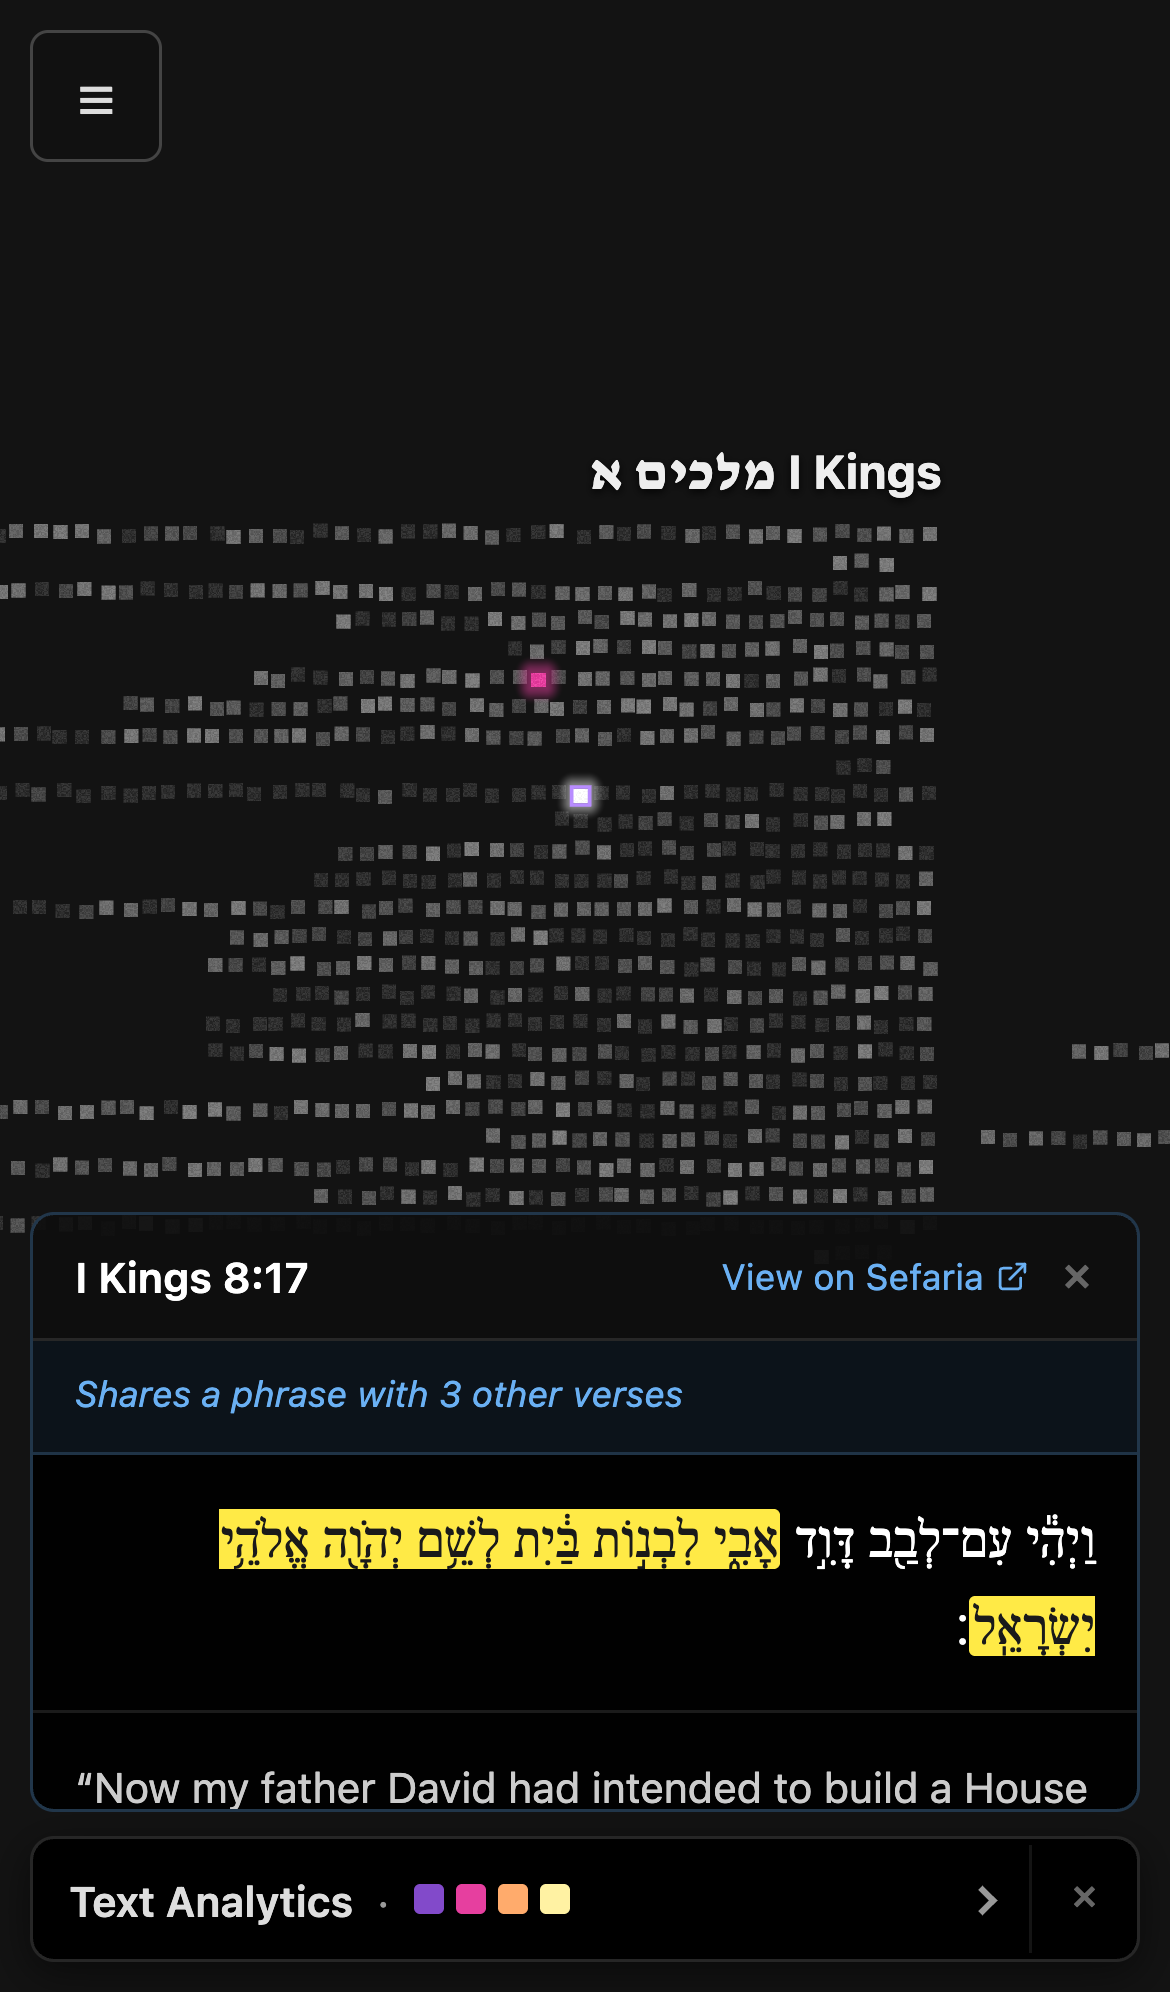 מלכים א I Kings
I Kings 8:17
View on Sefaria
Shares a phrase with 3 other verses
וַיְהִ֕י עִם־לְבַ֖ב דָּוִ֣ד אָבִ֑י לִבְנ֣וֹת בַּ֔יִת לְשֵׁ֥ם יְהֹוָ֖ה אֱלֹהֵ֥י
יִשְׂרָאֵֽל׃
“Now my father David had intended to build a House
Text Analytics ·